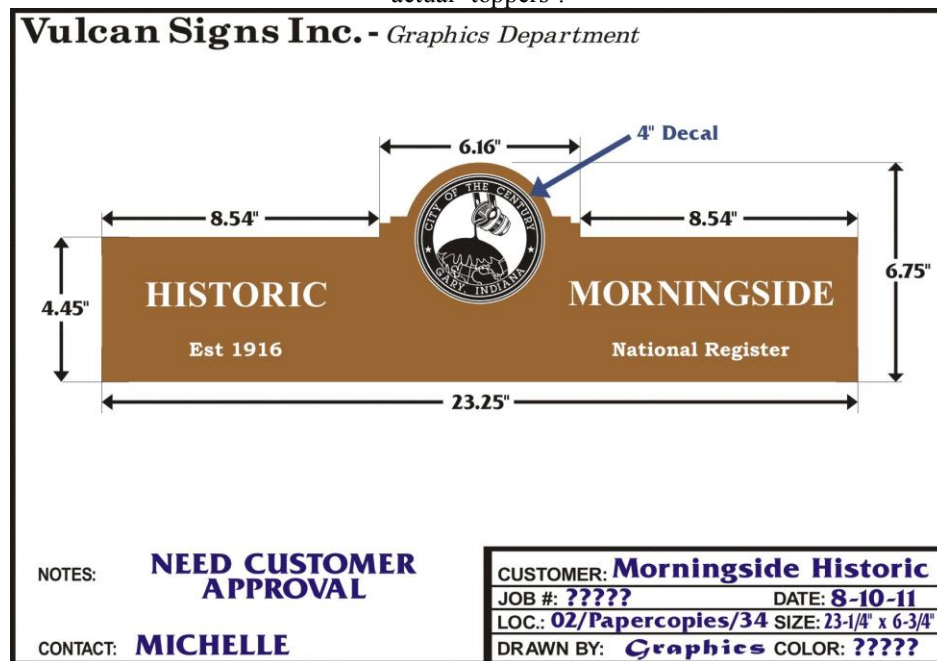 actual "toppers".
Vulcan Signs Inc. - Graphics Department
4" Decal
6.16"
8.54"
8.54"
4.45"
6.75"
CITY OF THE CENTURY
GARY, INDIANA
HISTORIC
MORNINGSIDE
Est 1916
National Register
23.25"
NOTES: NEED CUSTOMER
APPROVAL
CONTACT: MICHELLE
CUSTOMER: Morningside Historic
JOB #: ????? DATE: 8-10-11
LOC.: 02/Papercopies/34 SIZE: 23-1/4" x 6-3/4"
DRAWN BY: Graphics COLOR: ?????